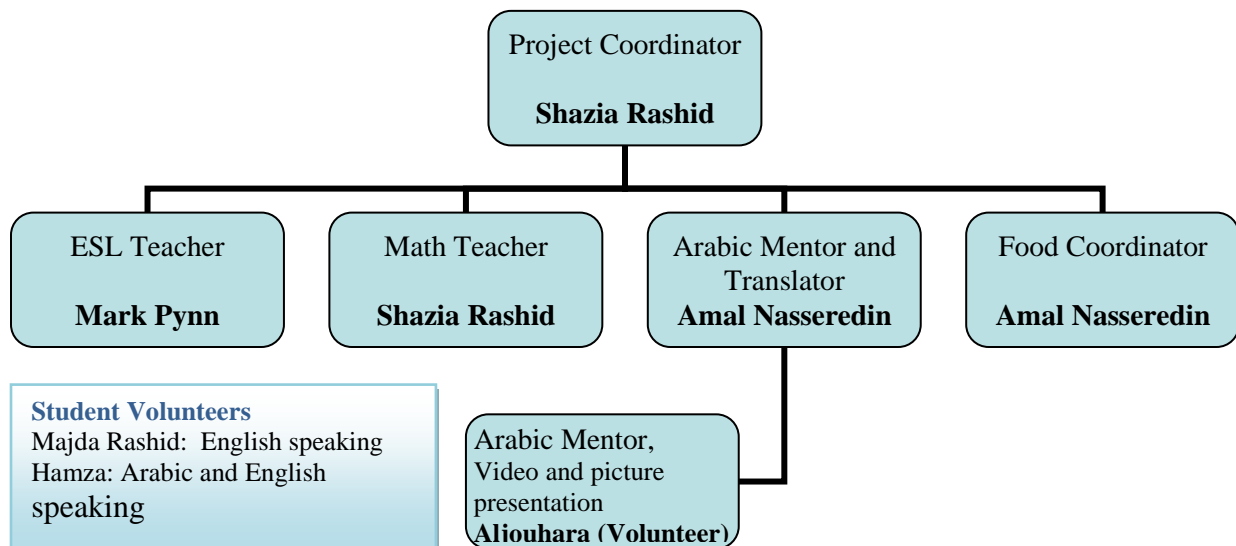 Project Coordinator
Shazia Rashid
ESL Teacher
Mark Pynn
Math Teacher
Shazia Rashid
Arabic Mentor and
Translator
Amal Nasseredin
Food Coordinator
Amal Nasseredin
Student Volunteers
Majda Rashid: English speaking
Hamza: Arabic and English
speaking
Arabic Mentor,
Video and picture
presentation
Aljouhara (Volunteer)